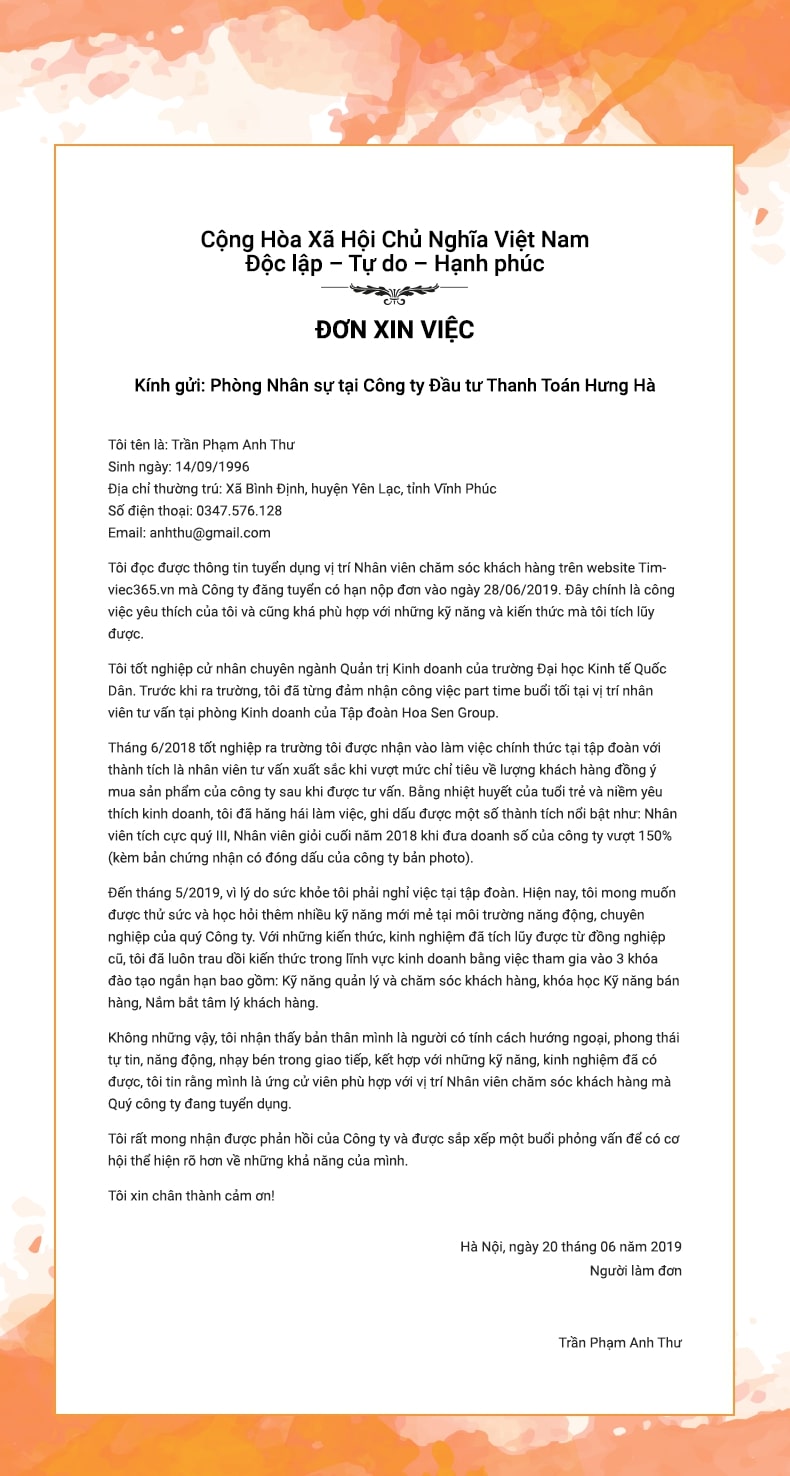 Cộng Hòa Xã Hội Chủ Nghĩa Việt Nam
Độc lập – Tự do – Hạnh phúc
ĐƠN XIN VIỆC
Kính gửi: Phòng Nhân sự tại Công ty Đầu tư Thanh Toán Hưng Hà
Tôi tên là: Trần Phạm Anh Thư
Sinh ngày: 14/09/1996
Địa chỉ thường trú: Xã Bình Định, huyện Yên Lạc, tỉnh Vĩnh Phúc
Số điện thoại: 0347.576.128
Email: anhthu@gmail.com
Tôi đọc được thông tin tuyển dụng vị trí Nhân viên chăm sóc khách hàng trên website Tim-
viec365.vn mà Công ty đăng tuyển có hạn nộp đơn vào ngày 28/06/2019. Đây chính là công
việc yêu thích của tôi và cũng khá phù hợp với những kỹ năng và kiến thức mà tôi tích lũy
được.
Tôi tốt nghiệp cử nhân chuyên ngành Quản trị Kinh doanh của trường Đại học Kinh tế Quốc
Dân. Trước khi ra trường, tôi đã từng đảm nhận công việc part time buổi tối tại vị trí nhân
viên tư vấn tại phòng Kinh doanh của Tập đoàn Hoa Sen Group.
Tháng 6/2018 tốt nghiệp ra trường tôi được nhận vào làm việc chính thức tại tập đoàn với
thành tích là nhân viên tư vấn xuất sắc khi vượt mức chỉ tiêu về lượng khách hàng đồng ý
mua sản phẩm của công ty sau khi được tư vấn. Bằng nhiệt huyết của tuổi trẻ và niềm yêu
thích kinh doanh, tôi đã hăng hái làm việc, ghi dấu được một số thành tích nổi bật như: Nhân
viên tích cực quý III, Nhân viên giỏi cuối năm 2018 khi đưa doanh số của công ty vượt 150%
(kèm bản chứng nhận có đóng dấu của công ty bản photo).
Đến tháng 5/2019, vì lý do sức khỏe tôi phải nghỉ việc tại tập đoàn. Hiện nay, tôi mong muốn
được thử sức và học hỏi thêm nhiều kỹ năng mới mẻ tại môi trường năng động, chuyên
nghiệp của quý Công ty. Với những kiến thức, kinh nghiệm đã tích lũy được từ đồng nghiệp
cũ, tôi đã luôn trau dồi kiến thức trong lĩnh vực kinh doanh bằng việc tham gia vào 3 khóa
đào tạo ngắn hạn bao gồm: Kỹ năng quản lý và chăm sóc khách hàng, khóa học Kỹ năng bán
hàng, Nắm bắt tâm lý khách hàng.
Không những vậy, tôi nhận thấy bản thân mình là người có tính cách hướng ngoại, phong thái
tự tin, năng động, nhạy bén trong giao tiếp, kết hợp với những kỹ năng, kinh nghiệm đã có
được, tôi tin rằng mình là ứng cử viên phù hợp với vị trí Nhân viên chăm sóc khách hàng mà
Quý công ty đang tuyển dụng.
Tôi rất mong nhận được phản hồi của Công ty và được sắp xếp một buổi phỏng vấn để có cơ
hội thể hiện rõ hơn về những khả năng của mình.
Tôi xin chân thành cảm ơn!
Hà Nội, ngày 20 tháng 06 năm 2019
Người làm đơn
Trần Phạm Anh Thư